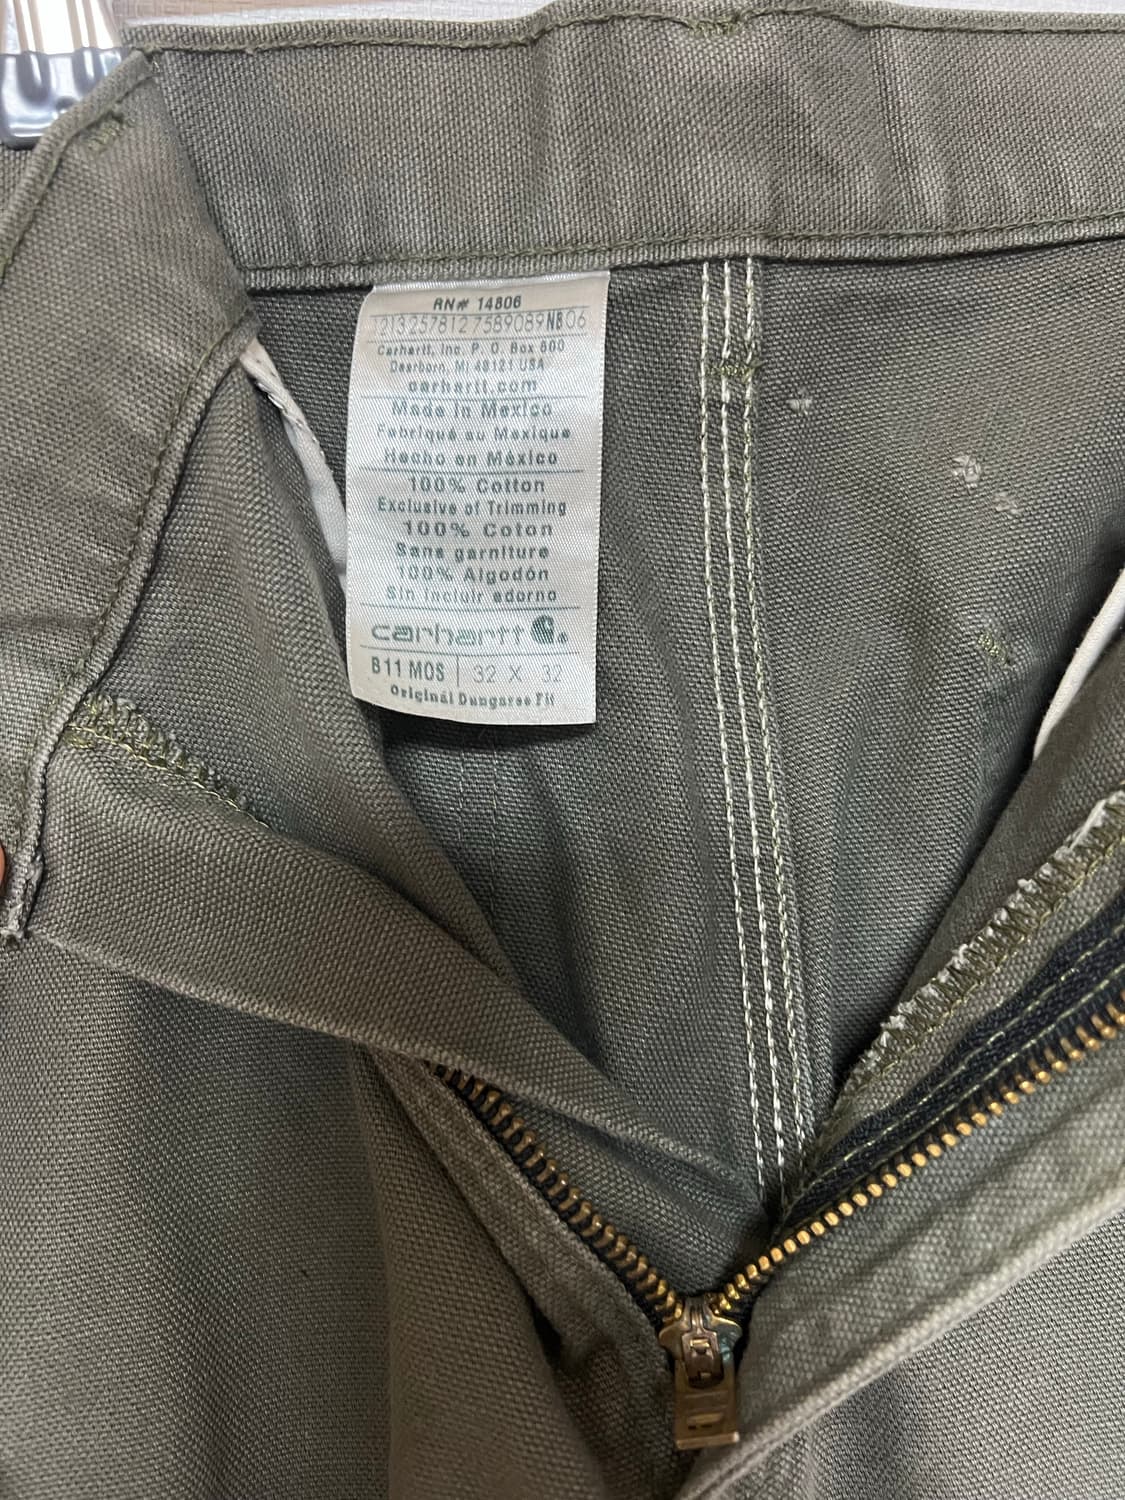 RN# 14806
1213257812 7589089NB06
Carhartt, Inc. P. O. Box 600
Dearborn, MI 48121 USA
carhartt.com
Made in Mexico
Fabriqué au Mexique
Hecho en México
100% Cotton
Exclusive of Trimming
100% Coton
Sans garniture
100% Algodón
Sin incluir adorno
carhartt
B11 MOS | 32 X 32
Original Dungaree Fit